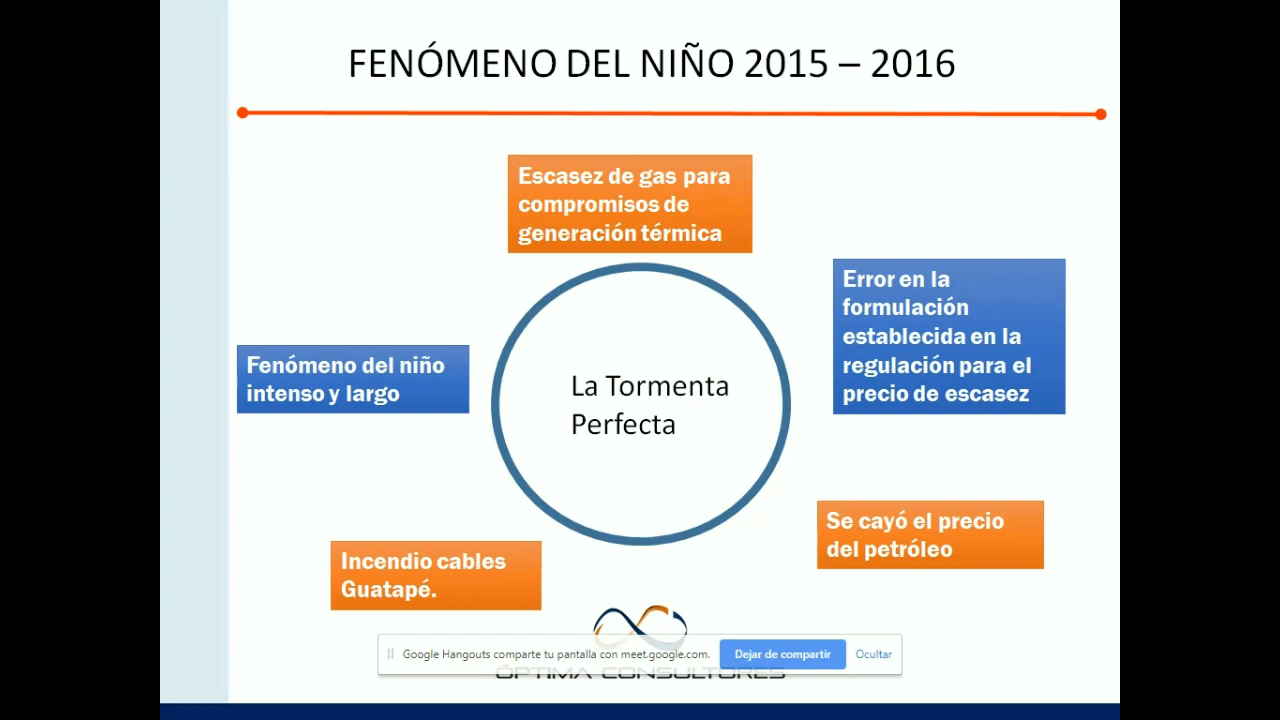 FENÓMENO DEL NIÑO 2015 – 2016
Escasez de gas para
compromisos de
generación térmica
Error en la
formulación
establecida en la
regulación para el
precio de escasez
Fenómeno del niño
intenso y largo
La Tormenta
Perfecta
Se cayó el precio
del petróleo
Incendio cables
Guatapé.
Google Hangouts comparte tu pantalla con meet.google.com.
Dejar de compartir
Ocultar
ÓPTIMA CONSULTORES